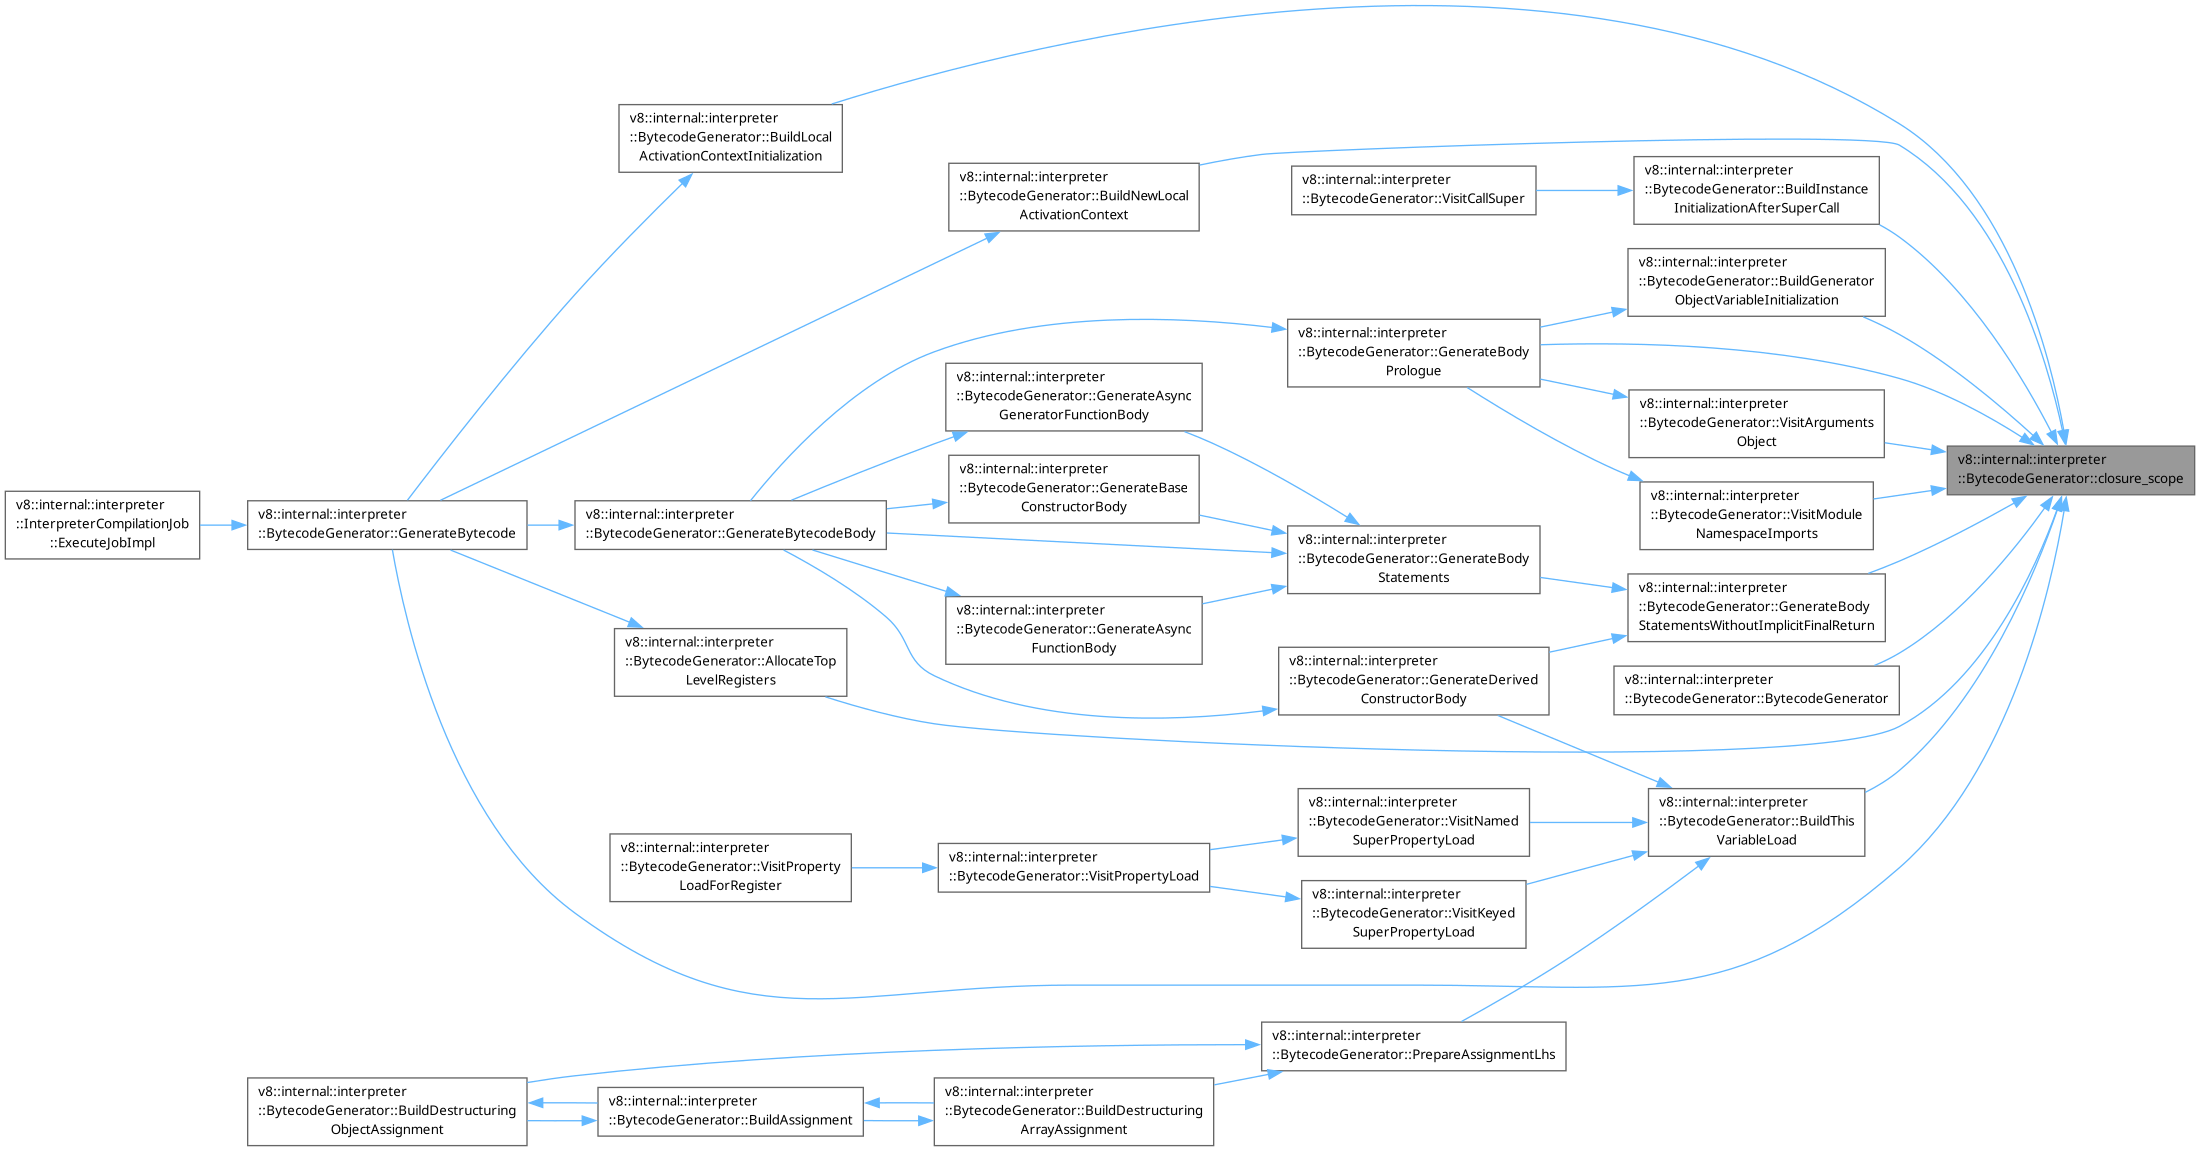 v8::internal::interpreter
::BytecodeGenerator::BuildLocal
ActivationContextInitialization
v8::internal::interpreter
::BytecodeGenerator::BuildNewLocal
ActivationContext
v8::internal::interpreter
::BytecodeGenerator::VisitCallSuper
v8::internal::interpreter
::BytecodeGenerator::BuildInstance
InitializationAfterSuperCall
v8::internal::interpreter
::BytecodeGenerator::BuildGenerator
ObjectVariableInitialization
v8::internal::interpreter
::BytecodeGenerator::GenerateBody
Prologue
v8::internal::interpreter
::BytecodeGenerator::GenerateAsync
GeneratorFunctionBody
v8::internal::interpreter
::BytecodeGenerator::VisitArguments
Object
v8::internal::interpreter
::BytecodeGenerator::closure_scope
v8::internal::interpreter
::BytecodeGenerator::GenerateBase
ConstructorBody
v8::internal::interpreter
::BytecodeGenerator::VisitModule
NamespaceImports
v8::internal::interpreter
::InterpreterCompilationJob
::ExecuteJobImpl
v8::internal::interpreter
::BytecodeGenerator::GenerateBytecode
v8::internal::interpreter
::BytecodeGenerator::GenerateBytecodeBody
v8::internal::interpreter
::BytecodeGenerator::GenerateBody
Statements
v8::internal::interpreter
::BytecodeGenerator::GenerateBody
StatementsWithoutImplicitFinalReturn
v8::internal::interpreter
::BytecodeGenerator::GenerateAsync
FunctionBody
v8::internal::interpreter
::BytecodeGenerator::AllocateTop
LevelRegisters
v8::internal::interpreter
::BytecodeGenerator::GenerateDerived
ConstructorBody
v8::internal::interpreter
::BytecodeGenerator::BytecodeGenerator
v8::internal::interpreter
::BytecodeGenerator::VisitNamed
SuperPropertyLoad
v8::internal::interpreter
::BytecodeGenerator::BuildThis
VariableLoad
v8::internal::interpreter
::BytecodeGenerator::VisitProperty
LoadForRegister
v8::internal::interpreter
::BytecodeGenerator::VisitPropertyLoad
v8::internal::interpreter
::BytecodeGenerator::VisitKeyed
SuperPropertyLoad
v8::internal::interpreter
::BytecodeGenerator::PrepareAssignmentLhs
v8::internal::interpreter
::BytecodeGenerator::BuildDestructuring
ObjectAssignment
v8::internal::interpreter
::BytecodeGenerator::BuildAssignment
v8::internal::interpreter
::BytecodeGenerator::BuildDestructuring
ArrayAssignment